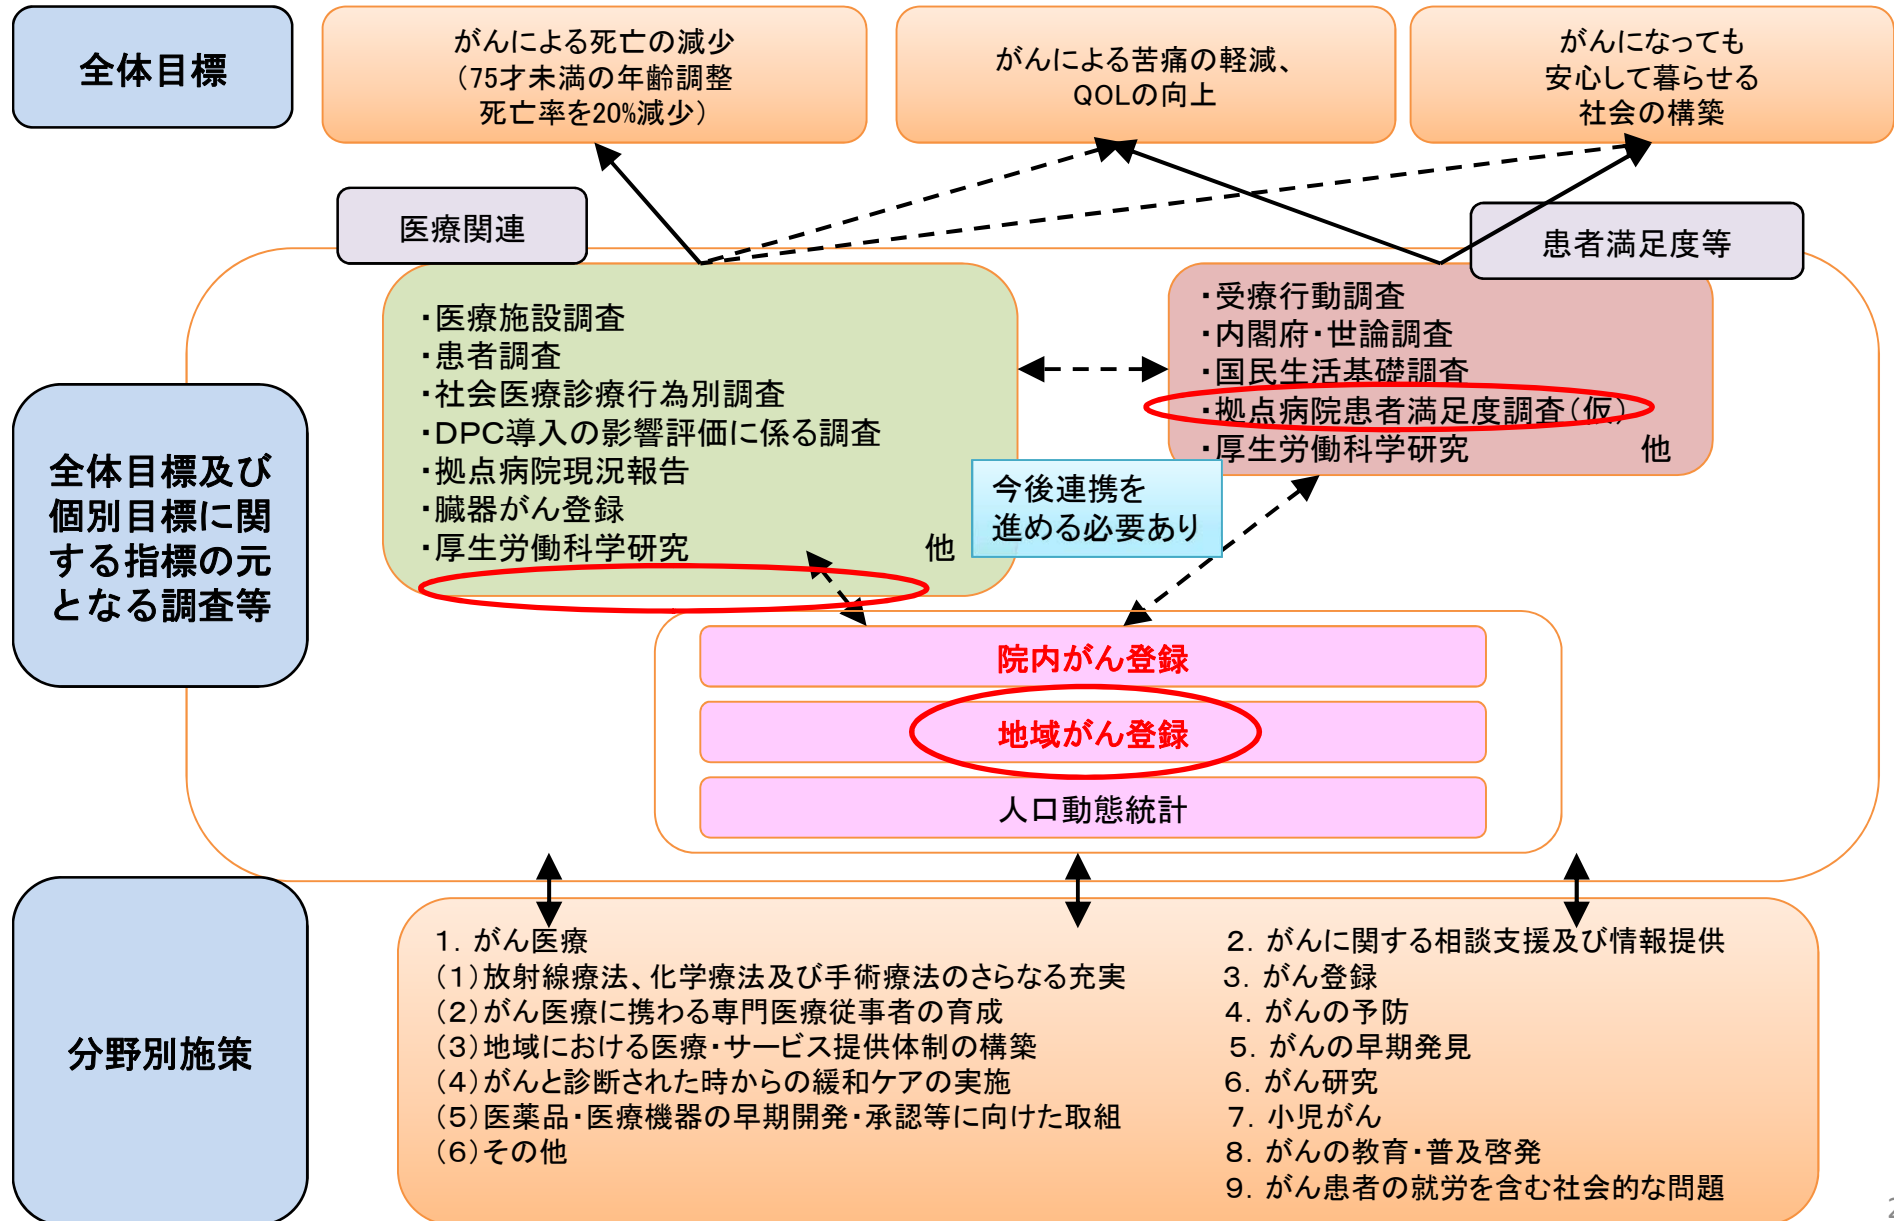 全体目標
がんによる死亡の減少
（75才未満の年齢調整
死亡率を20%減少）
がんによる苦痛の軽減、
QOLの向上
がんになっても
安心して暮らせる
社会の構築
医療関連
患者満足度等
全体目標及び
個別目標に関
する指標の元
となる調査等
・医療施設調査
・患者調査
・社会医療診療行為別調査
・DPC導入の影響評価に係る調査
・拠点病院現況報告
・臓器がん登録
・厚生労働科学研究 他
・受療行動調査
・内閣府・世論調査
・国民生活基礎調査
・拠点病院患者満足度調査（仮）
・厚生労働科学研究 他
今後連携を
進める必要あり
院内がん登録
地域がん登録
人口動態統計
分野別施策
１．がん医療
（１）放射線療法、化学療法及び手術療法のさらなる充実
（２）がん医療に携わる専門医療従事者の育成
（３）地域における医療・サービス提供体制の構築
（４）がんと診断された時からの緩和ケアの実施
（５）医薬品・医療機器の早期開発・承認等に向けた取組
（６）その他
２．がんに関する相談支援及び情報提供
３．がん登録
４．がんの予防
５．がんの早期発見
６．がん研究
７．小児がん
８．がんの教育・普及啓発
９．がん患者の就労を含む社会的な問題